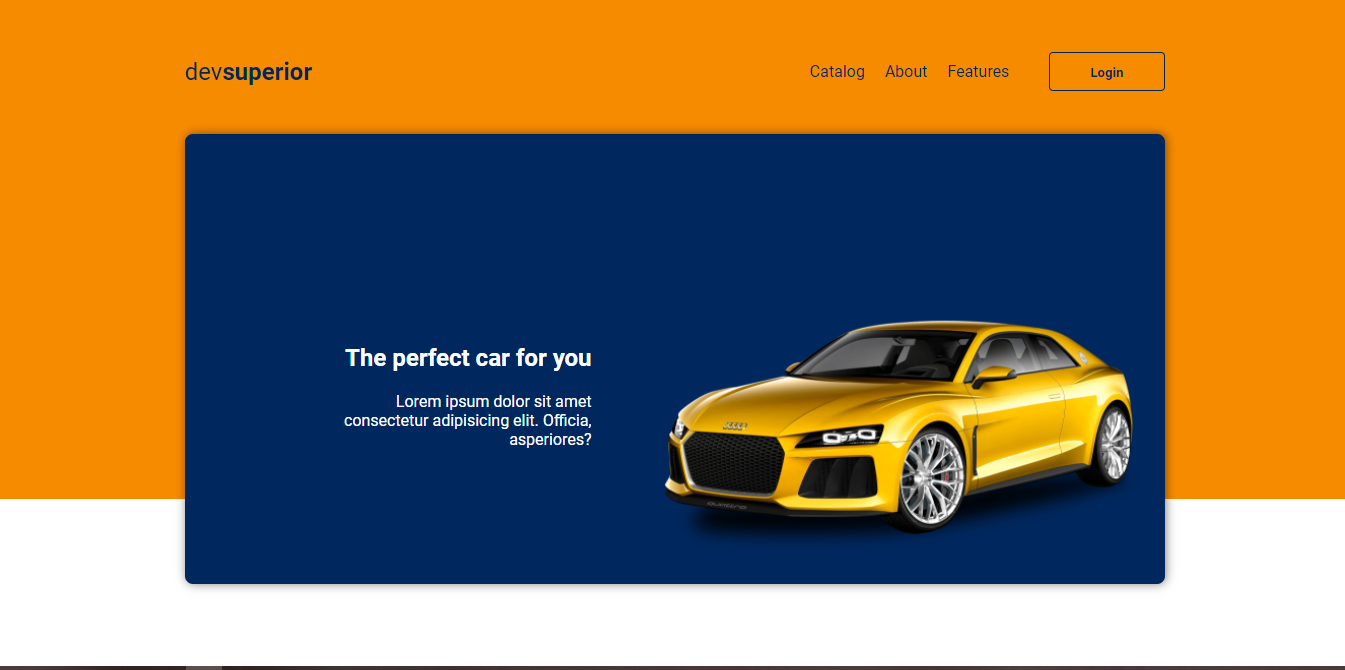 devsuperior
Catalog About Features Login
The perfect car for you
Lorem ipsum dolor sit amet
consectetur adipisicing elit. Officia,
asperiores?
quattro